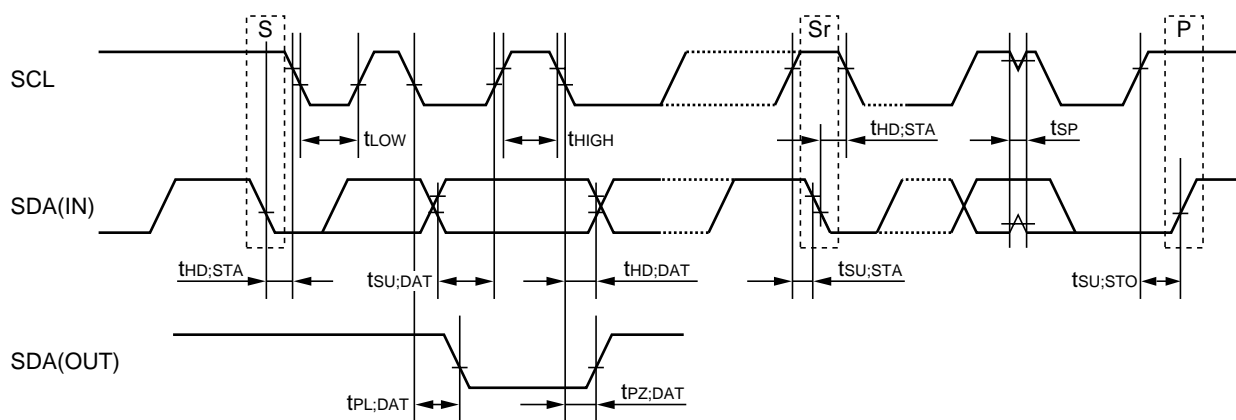 S
Sr
P
SCL
tLOW
tHIGH
tHD;STA
tSP
SDA(IN)
tHD;STA
tSU;DAT
tHD;DAT
tSU;STA
tSU;STO
SDA(OUT)
tPL;DAT
tPZ;DAT